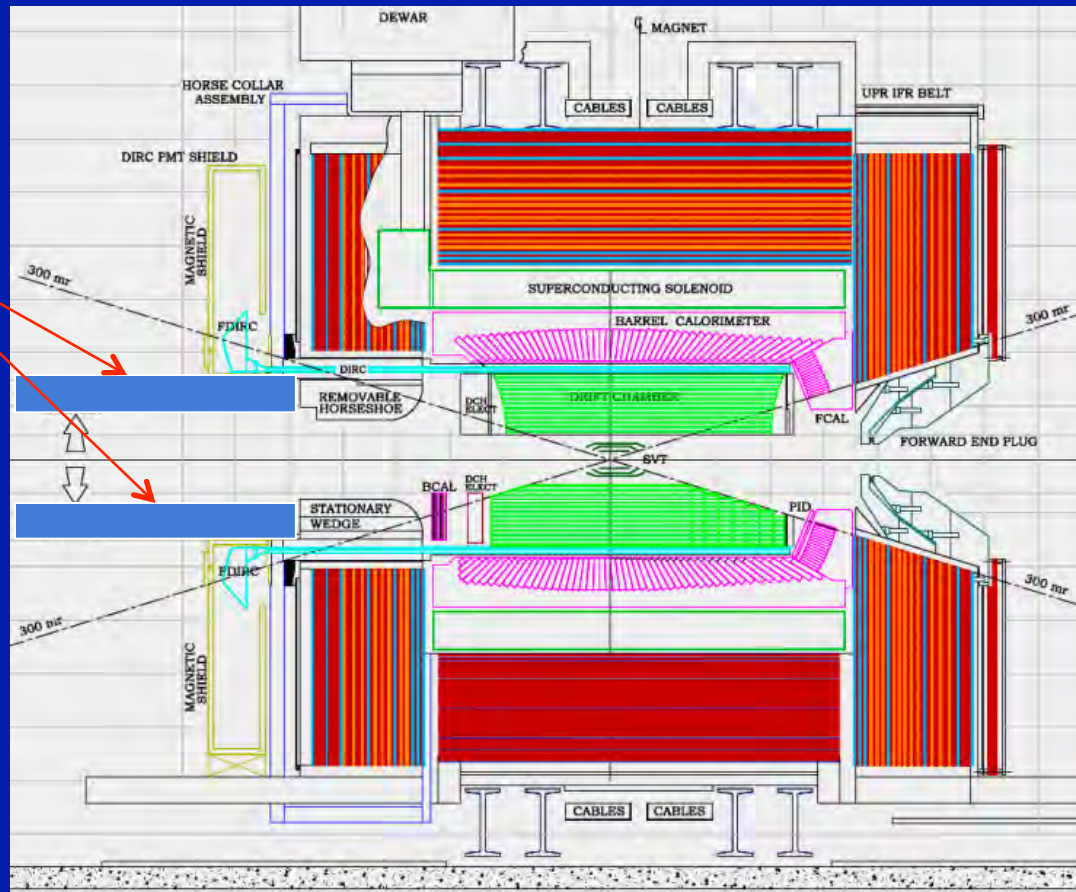 DEWAR
℄ MAGNET
HORSE COLLAR
ASSEMBLY
CABLES
CABLES
UPR IFR BELT
DIRC PMT SHIELD
MAGNETIC
SHIELD
300 mr
SUPERCONDUCTING SOLENOID
300 mr
FDIRC
BARREL CALORIMETER
DIRC
REMOVABLE
HORSESHOE
DCH
ELECT
DRIFT CHAMBER
FCAL
FORWARD END PLUG
SVT
BCAL
DCH
ELECT
STATIONARY
WEDGE
PID
FDIRC
300 mr
300 mr
MAGNETIC
SHIELD
CABLES
CABLES